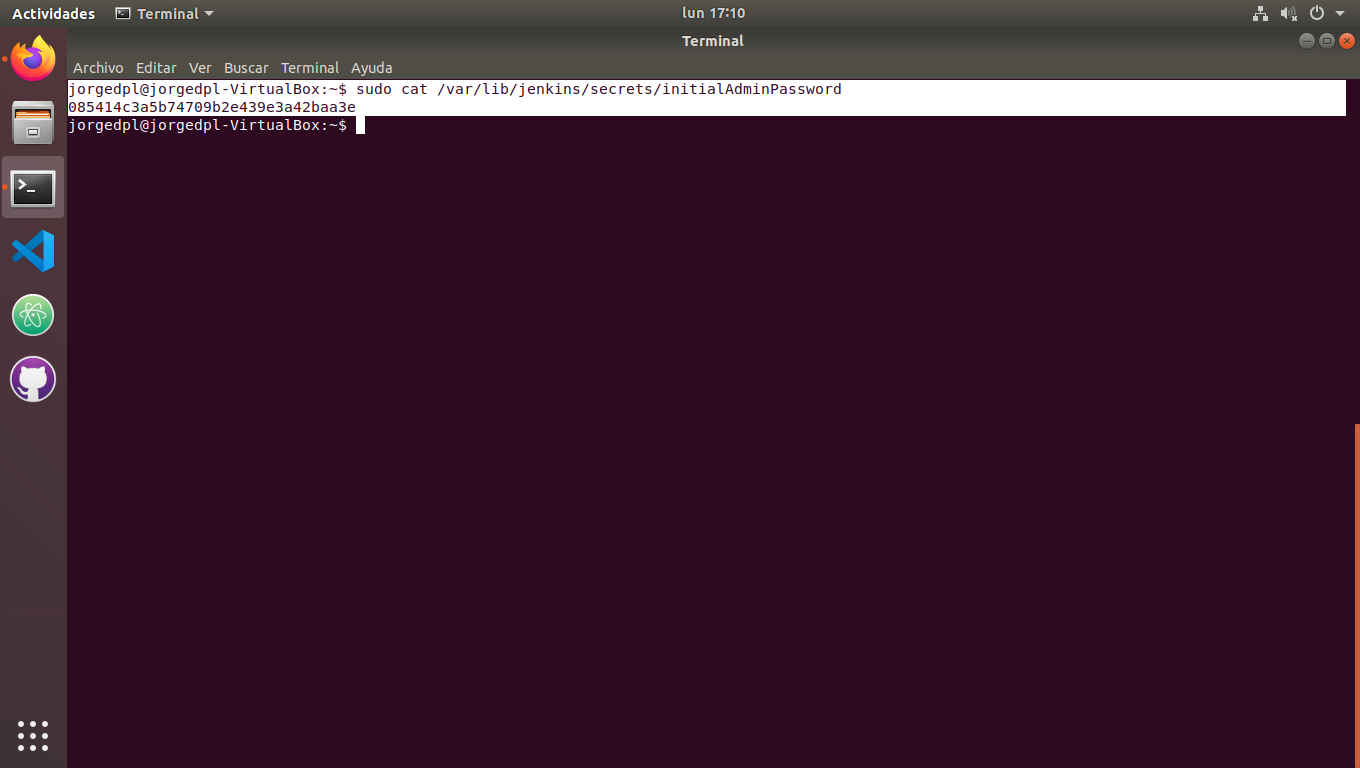 Actividades Terminal lun 17:10
Terminal
Archivo Editar Ver Buscar Terminal Ayuda
jorgedpl@jorgedpl-VirtualBox:~$ sudo cat /var/lib/jenkins/secrets/initialAdminPassword
085414c3a5b74709b2e439e3a42baa3e
jorgedpl@jorgedpl-VirtualBox:~$